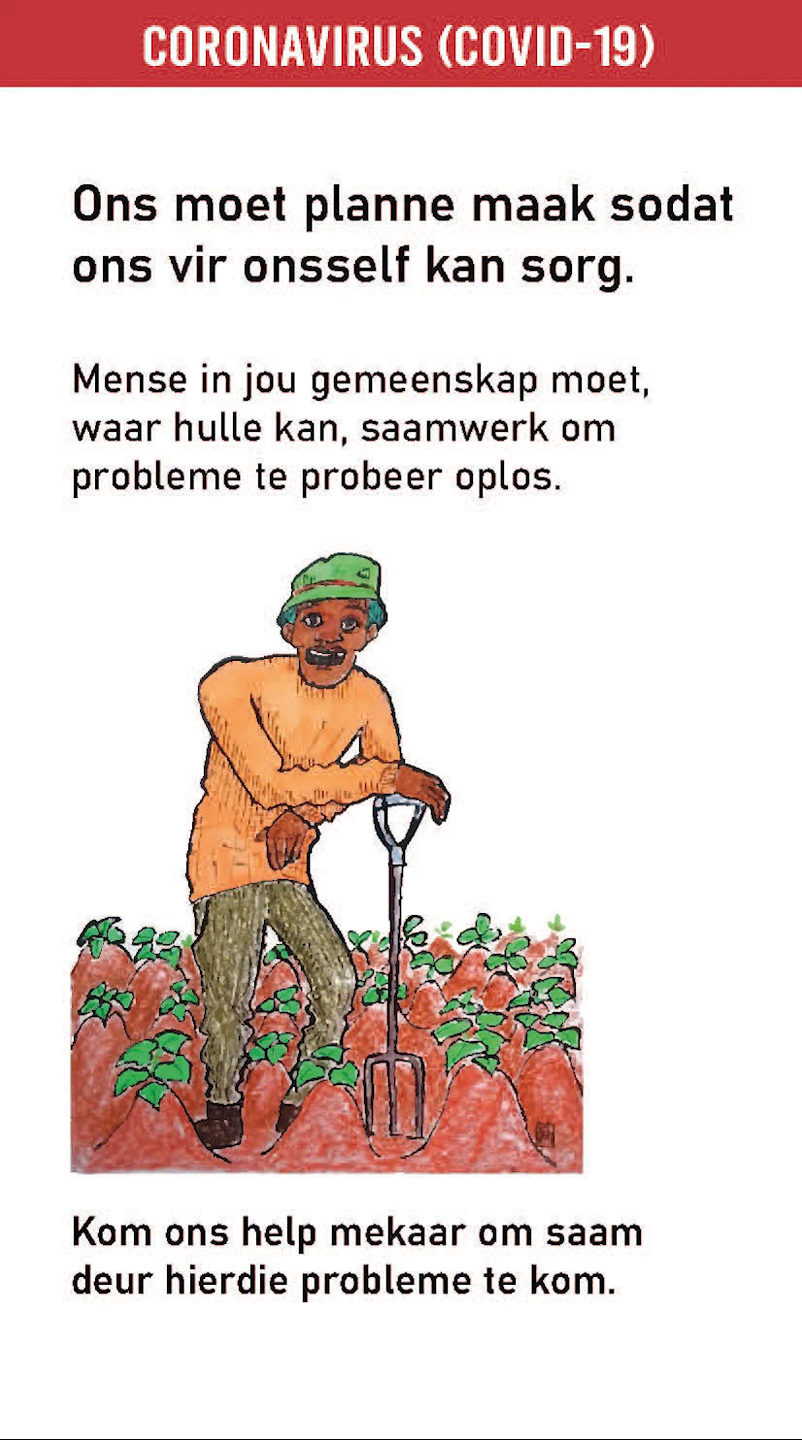 CORONAVIRUS (COVID-19)
Ons moet planne maak sodat
ons vir onsself kan sorg.
Mense in jou gemeenskap moet,
waar hulle kan, saamwerk om
probleme te probeer oplos.
Kom ons help mekaar om saam
deur hierdie probleme te kom.